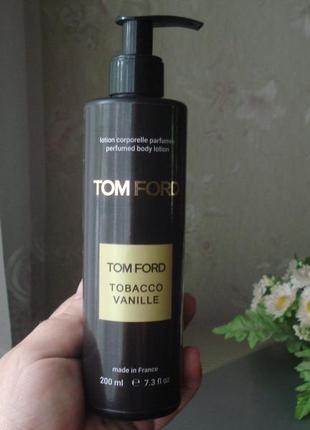 lotion corporelle parfumée
perfumed body lotion
TOM FORD
TOM FORD
TOBACCO
VANILLE
made in France
200 ml ℮ 7.3 fl oz